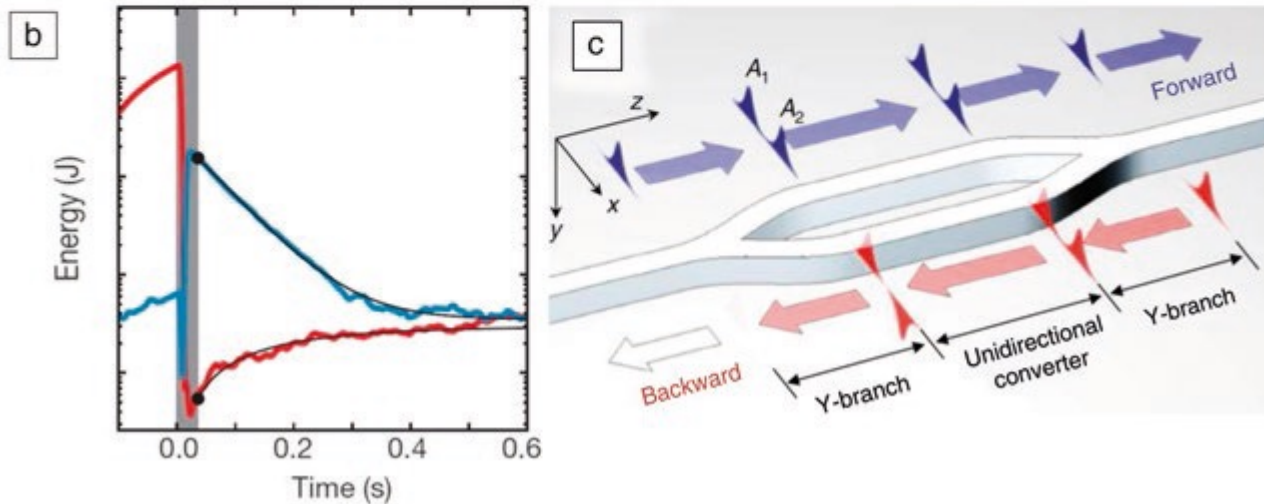 b
Energy (J)
0.0 0.2 0.4 0.6
Time (s)
c
A1
A2
z
x
y
Forward
Backward
Y-branch
Unidirectional
converter
Y-branch